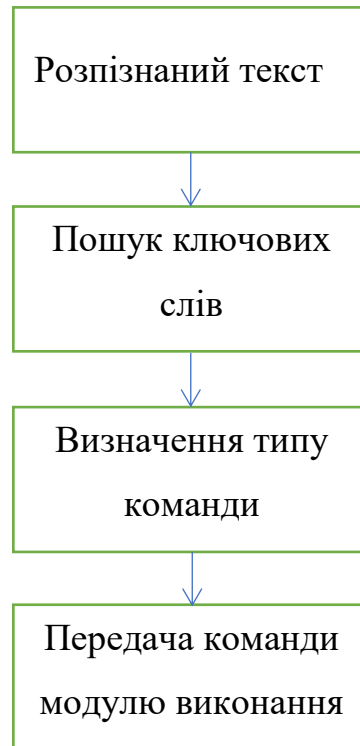 Розпізнаний текст
Пошук ключових
слів
Визначення типу
команди
Передача команди
модулю виконання